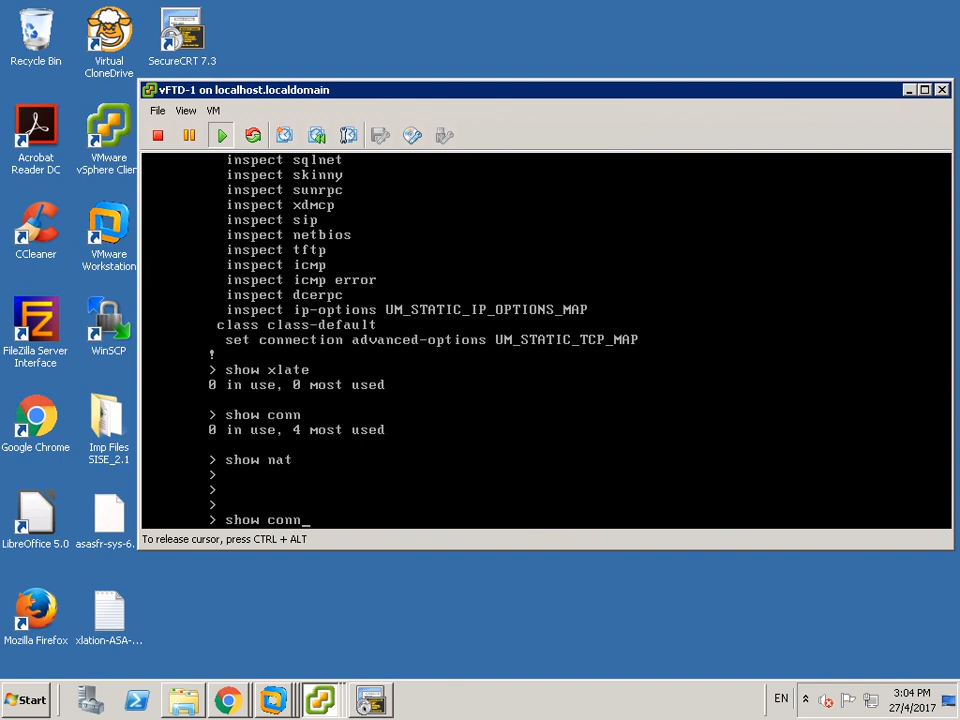 Recycle Bin
Virtual
CloneDrive
SecureCRT 7.3
Acrobat
Reader DC
VMware
vSphere Clier
CCleaner
VMware
Workstation
FileZilla Server
Interface
WinSCP
Google Chrome
Imp Files
SISE_2.1
LibreOffice 5.0
asasfr-sys-6.
Mozilla Firefox
xlation-ASA-...
vFTD-1 on localhost.localdomain
File View VM
inspect sqlnet
inspect skinny
inspect sunrpc
inspect xdmcp
inspect sip
inspect netbios
inspect tftp
inspect icmp
inspect icmp error
inspect dcerpc
inspect ip-options UM_STATIC_IP_OPTIONS_MAP
class class-default
set connection advanced-options UM_STATIC_TCP_MAP
!
> show xlate
0 in use, 0 most used
> show conn
0 in use, 4 most used
> show nat
>
>
>
> show conn_
To release cursor, press CTRL + ALT
Start
EN
3:04 PM
27/4/2017